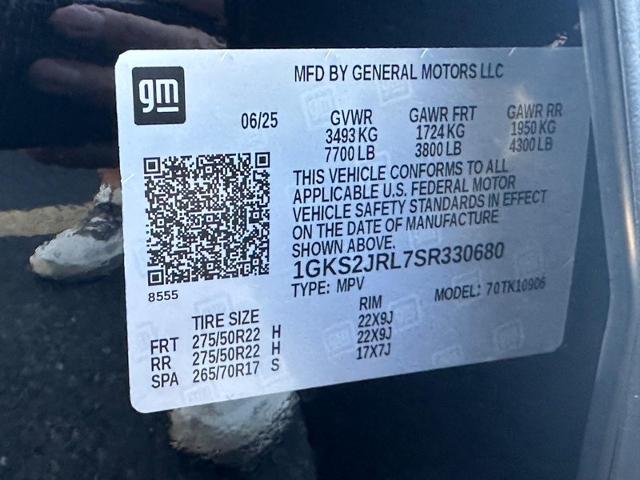 gm
MFD BY GENERAL MOTORS LLC
06/25 GVWR GAWR FRT GAWR RR
3493 KG 1724 KG 1950 KG
7700 LB 3800 LB 4300 LB
THIS VEHICLE CONFORMS TO ALL
APPLICABLE U.S. FEDERAL MOTOR
VEHICLE SAFETY STANDARDS IN EFFECT
ON THE DATE OF MANUFACTURE
SHOWN ABOVE.
1GKS2JRL7SR330680
8555
TYPE: MPV MODEL: 70TK10906
TIRE SIZE RIM
FRT 275/50R22 H 22X9J
RR 275/50R22 H 22X9J
SPA 265/70R17 S 17X7J